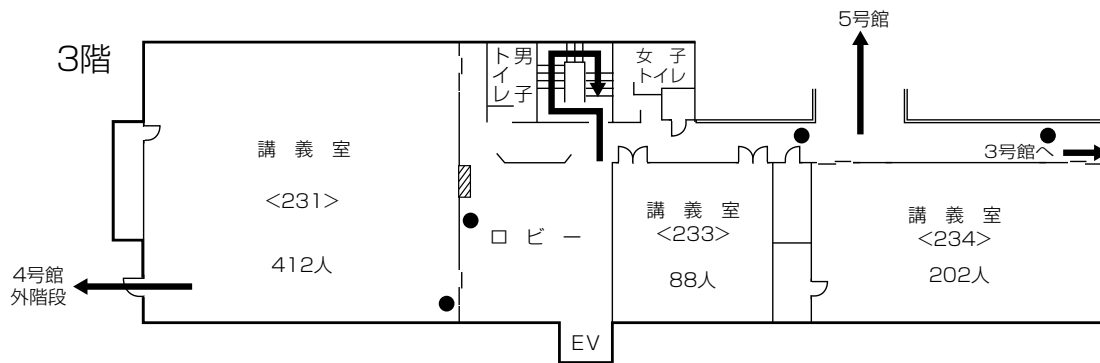 3階
5号館
男子
トイレ
女子
トイレ
3号館へ
講義室
<231>
412人
講義室
<233>
88人
講義室
<234>
202人
ロビー
4号館
外階段
EV